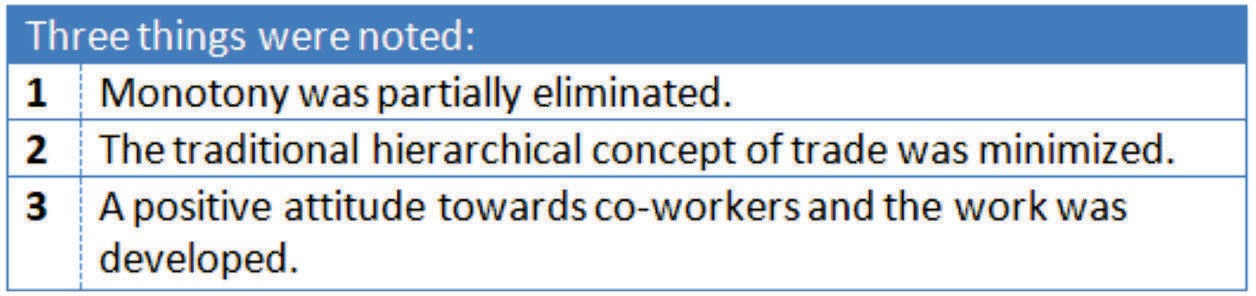 Three things were noted:
1 Monotony was partially eliminated.
2 The traditional hierarchical concept of trade was minimized.
3 A positive attitude towards co-workers and the work was
developed.